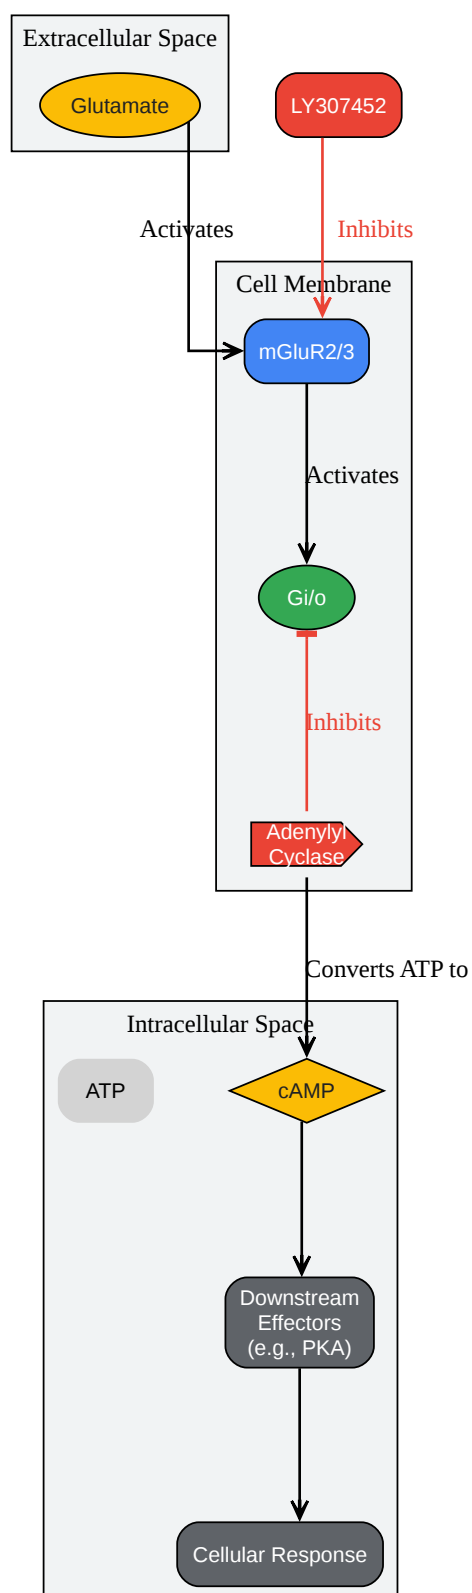 Extracellular Space
Glutamate
LY307452
Activates
Inhibits
Cell Membrane
mGluR2/3
Activates
Gi/o
Inhibits
Adenylyl
Cyclase
Converts ATP to
Intracellular Space
ATP
cAMP
Downstream
Effectors
(e.g., PKA)
Cellular Response